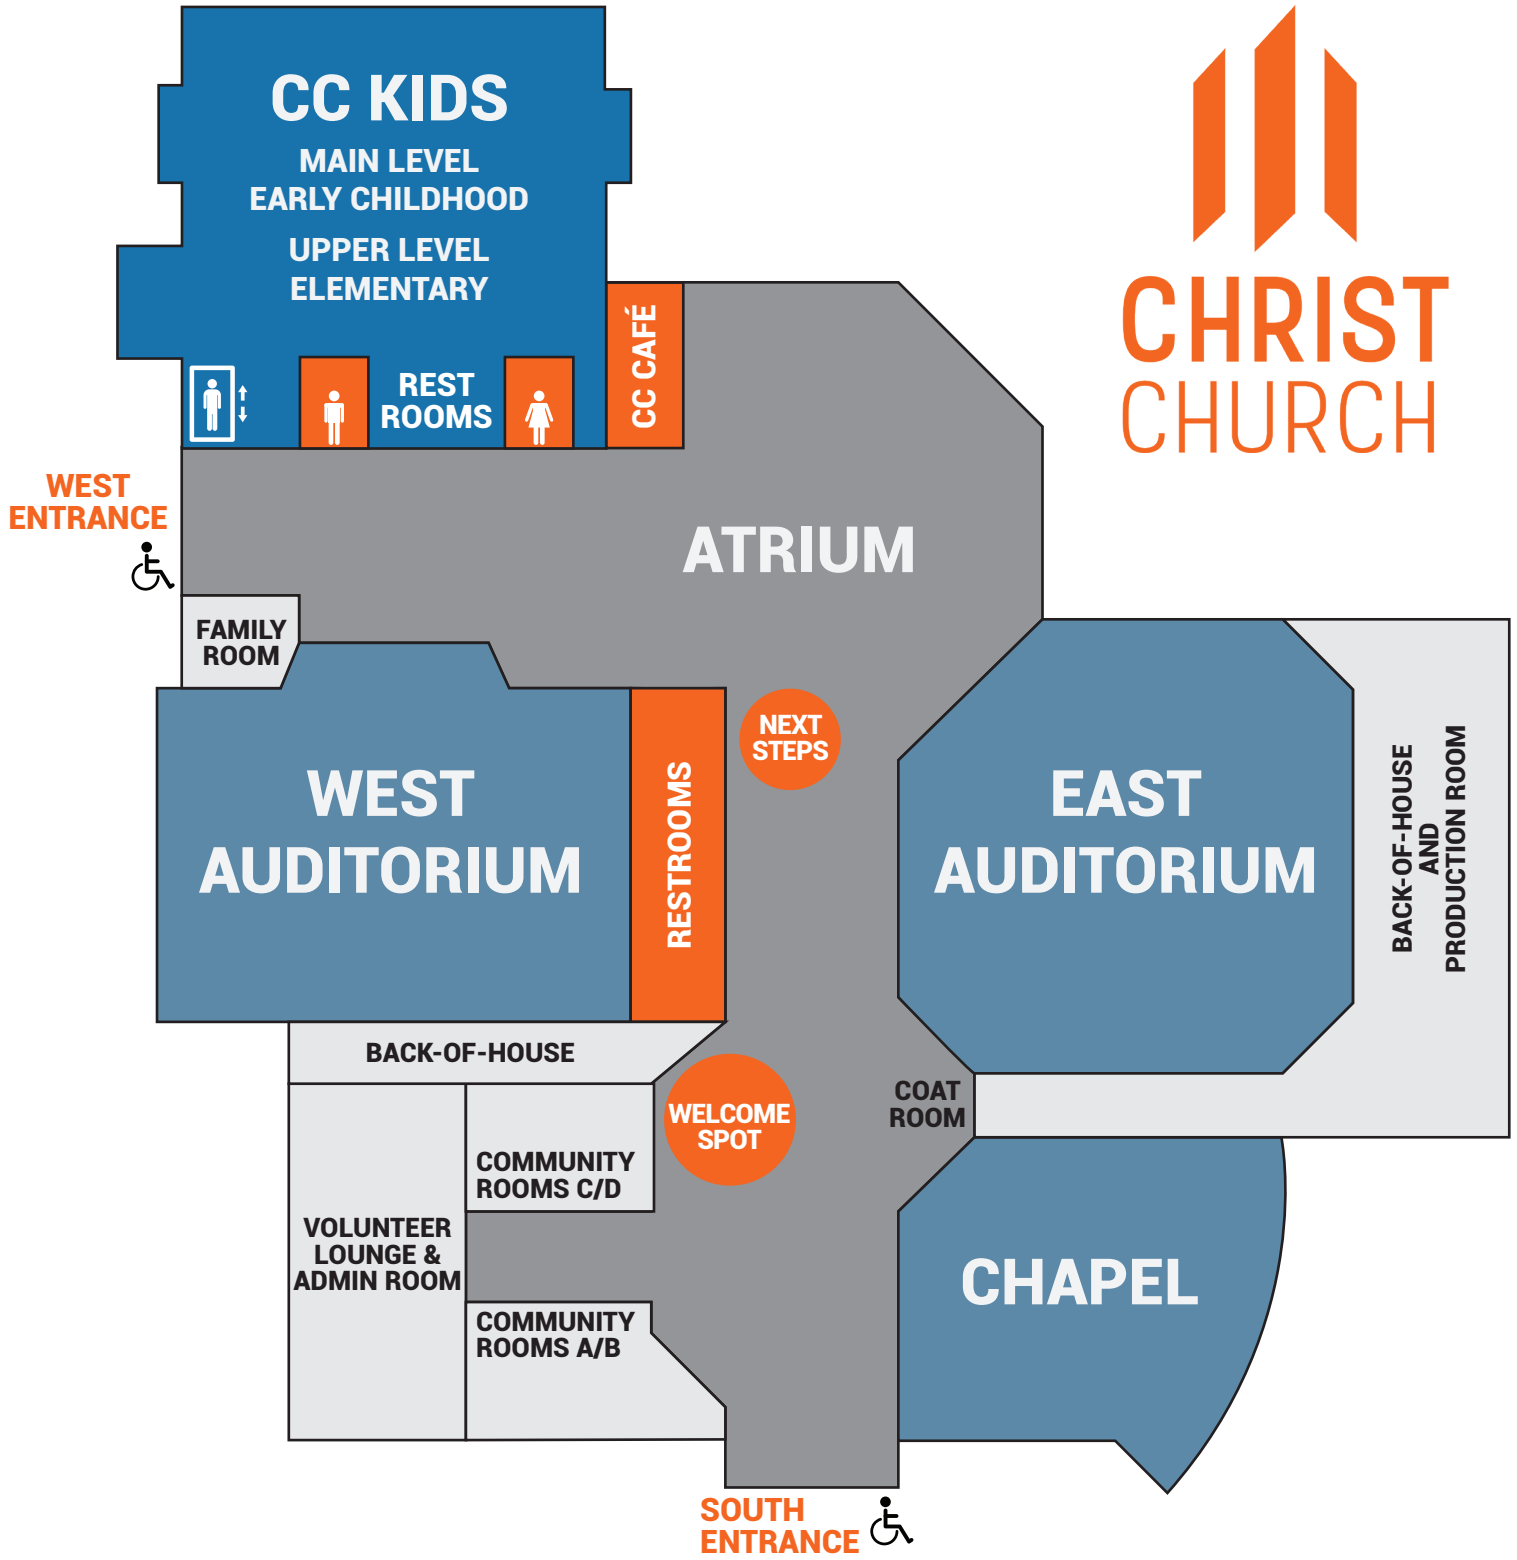 CC KIDS
MAIN LEVEL
EARLY CHILDHOOD
UPPER LEVEL
ELEMENTARY
REST
ROOMS
CC CAFÉ
CHRIST
CHURCH
WEST
ENTRANCE
ATRIUM
FAMILY
ROOM
NEXT
STEPS
WEST
AUDITORIUM
RESTROOMS
EAST
AUDITORIUM
BACK-OF-HOUSE
AND
PRODUCTION ROOM
BACK-OF-HOUSE
WELCOME
SPOT
COAT
ROOM
COMMUNITY
ROOMS C/D
VOLUNTEER
LOUNGE &
ADMIN ROOM
CHAPEL
COMMUNITY
ROOMS A/B
SOUTH
ENTRANCE